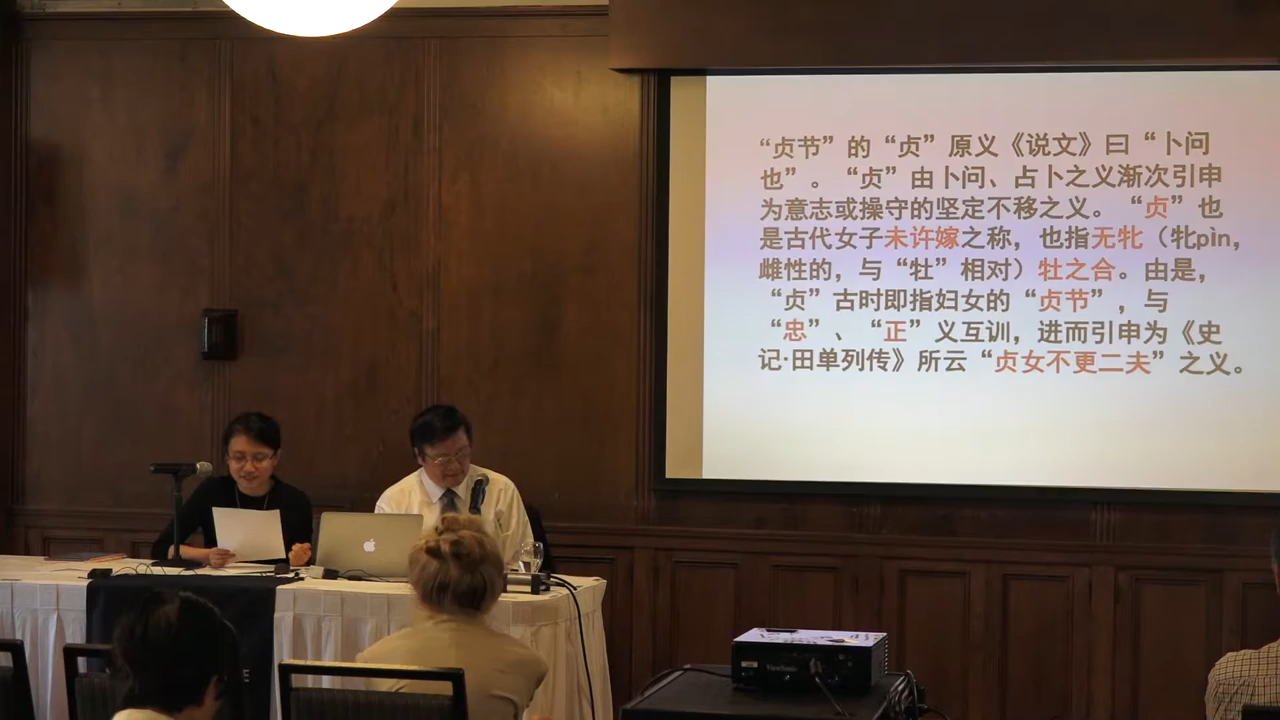 “贞节”的“贞”原义《说文》曰“卜问
也”。“贞”由卜问、占卜之义渐次引申
为意志或操守的坚定不移之义。“贞”也
是古代女子未许嫁之称，也指无牝（牝pìn，
雌性的，与“牡”相对）牡之合。由是，
“贞”古时即指妇女的“贞节”，与
“忠”、“正”义互训，进而引申为《史
记·田单列传》所云“贞女不更二夫”之义。
ViewSonic